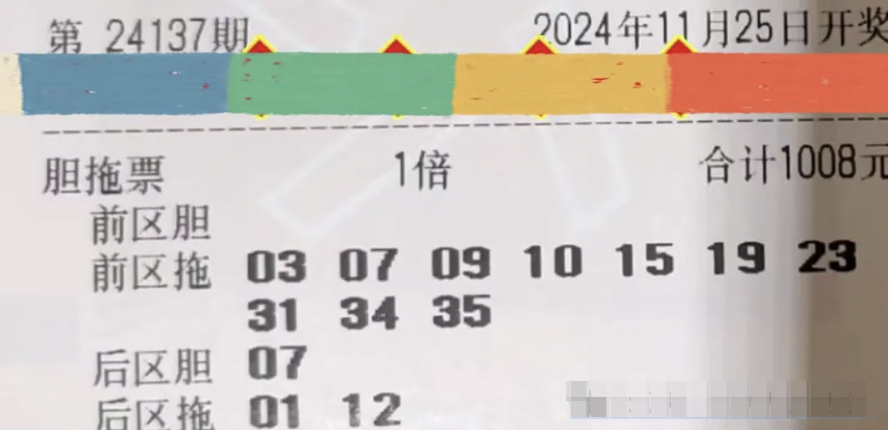 第 24137期 2024年11月25日开奖
胆拖票 1倍 合计1008元
前区胆
前区拖 03 07 09 10 15 19 23
31 34 35
后区胆 07
后区拖 01 12